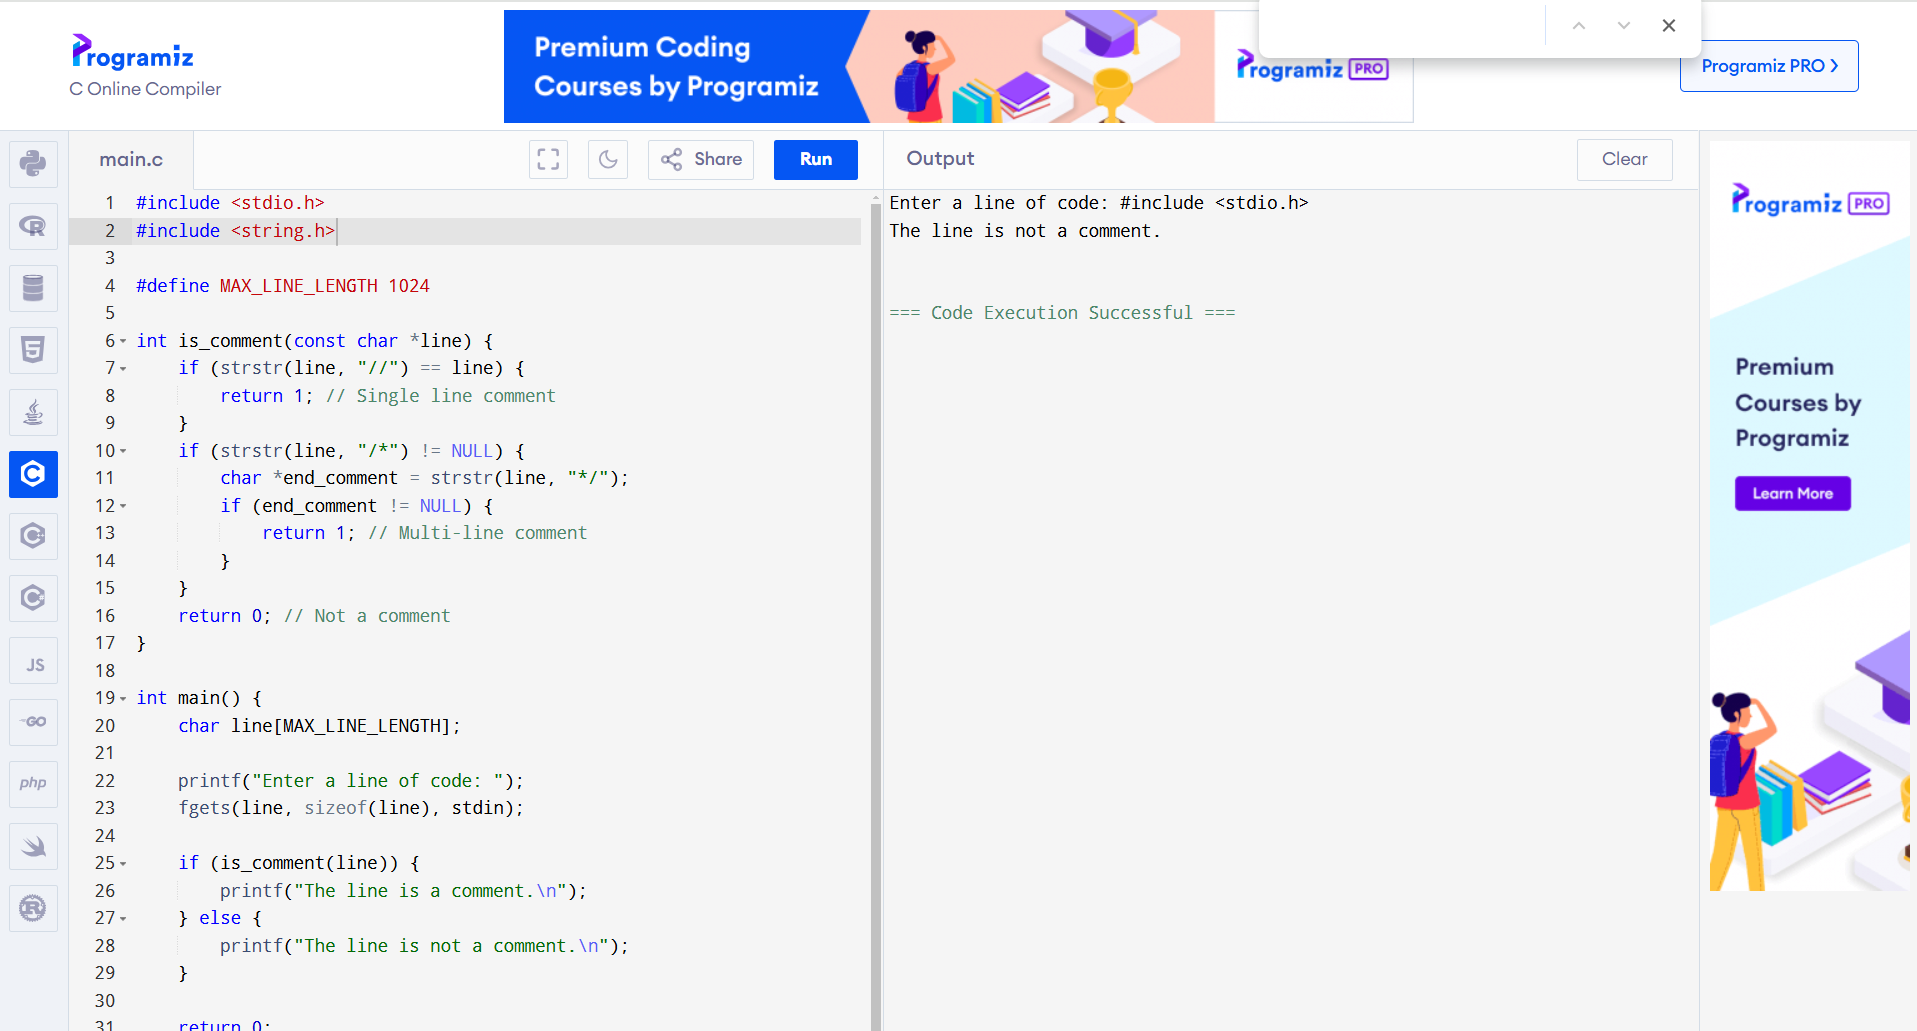 Programiz
C Online Compiler
Premium Coding
Courses by Programiz
Programiz PRO
Programiz PRO
main.c
Share
Run
Output
Clear
1 #include <stdio.h>
2 #include <string.h>
3
4 #define MAX_LINE_LENGTH 1024
5
6 int is_comment(const char *line) {
7 if (strstr(line, "//") == line) {
8 return 1; // Single line comment
9 }
10 if (strstr(line, "/*") != NULL) {
11 char *end_comment = strstr(line, "*/");
12 if (end_comment != NULL) {
13 return 1; // Multi-line comment
14 }
15 }
16 return 0; // Not a comment
17 }
18
19 int main() {
20 char line[MAX_LINE_LENGTH];
21
22 printf("Enter a line of code: ");
23 fgets(line, sizeof(line), stdin);
24
25 if (is_comment(line)) {
26 printf("The line is a comment.\n");
27 } else {
28 printf("The line is not a comment.\n");
29 }
30
31 return 0;
Enter a line of code: #include <stdio.h>
The line is not a comment.
=== Code Execution Successful ===
Programiz PRO
Premium
Courses by
Programiz
Learn More
R
5
C
C
C
JS
GO
php
R